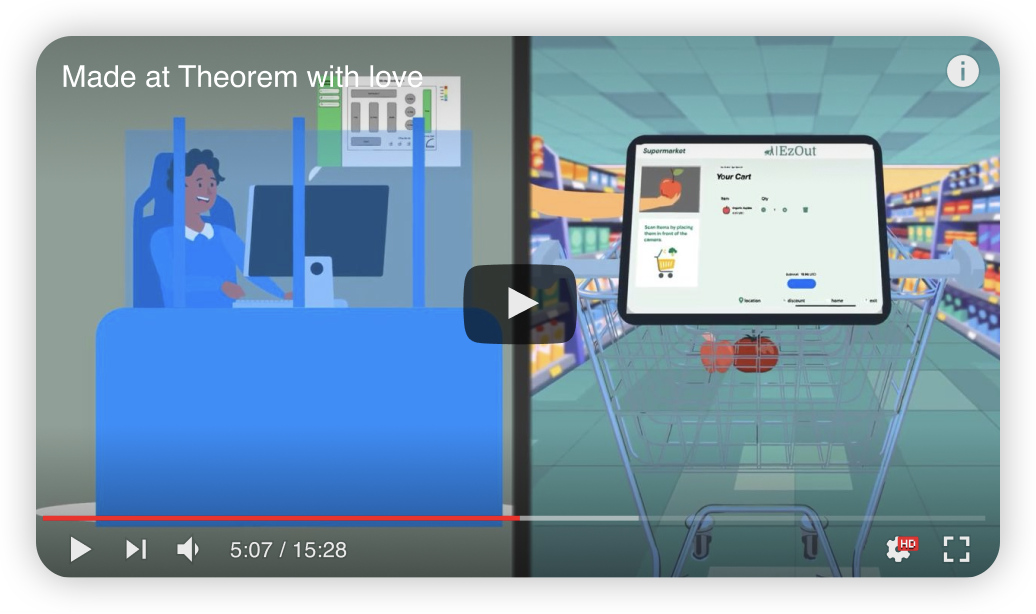 Made at Theorem with love
Supermarket
EzOut
Your Cart
Item
Qty
Scan items by placing
them in front of the
camera.
location
discount
home
exit
5:07 / 15:28
HD